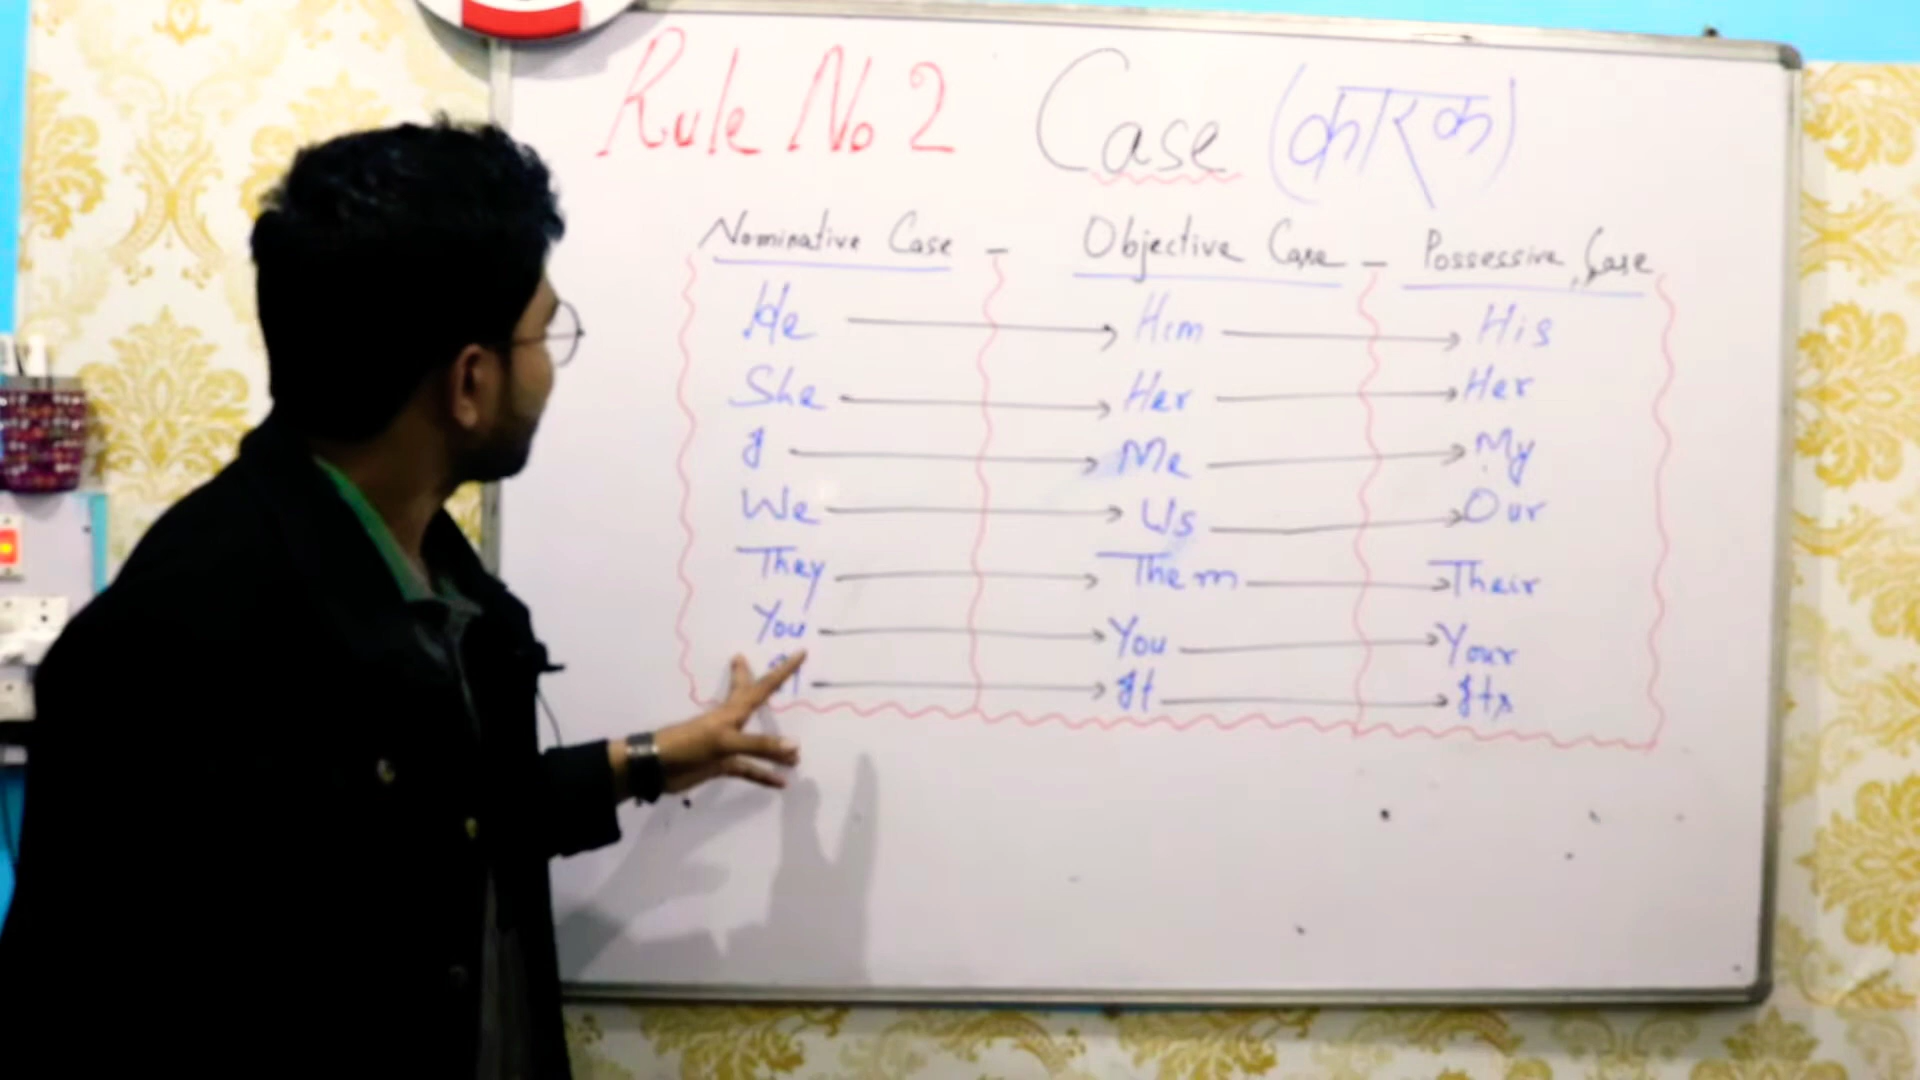 Rule No 2 Case (कारक)
Nominative Case - Objective Case - Possessive Case
He Him His
She Her Her
I Me My
We Us Our
They Them Their
You You Your
It Its